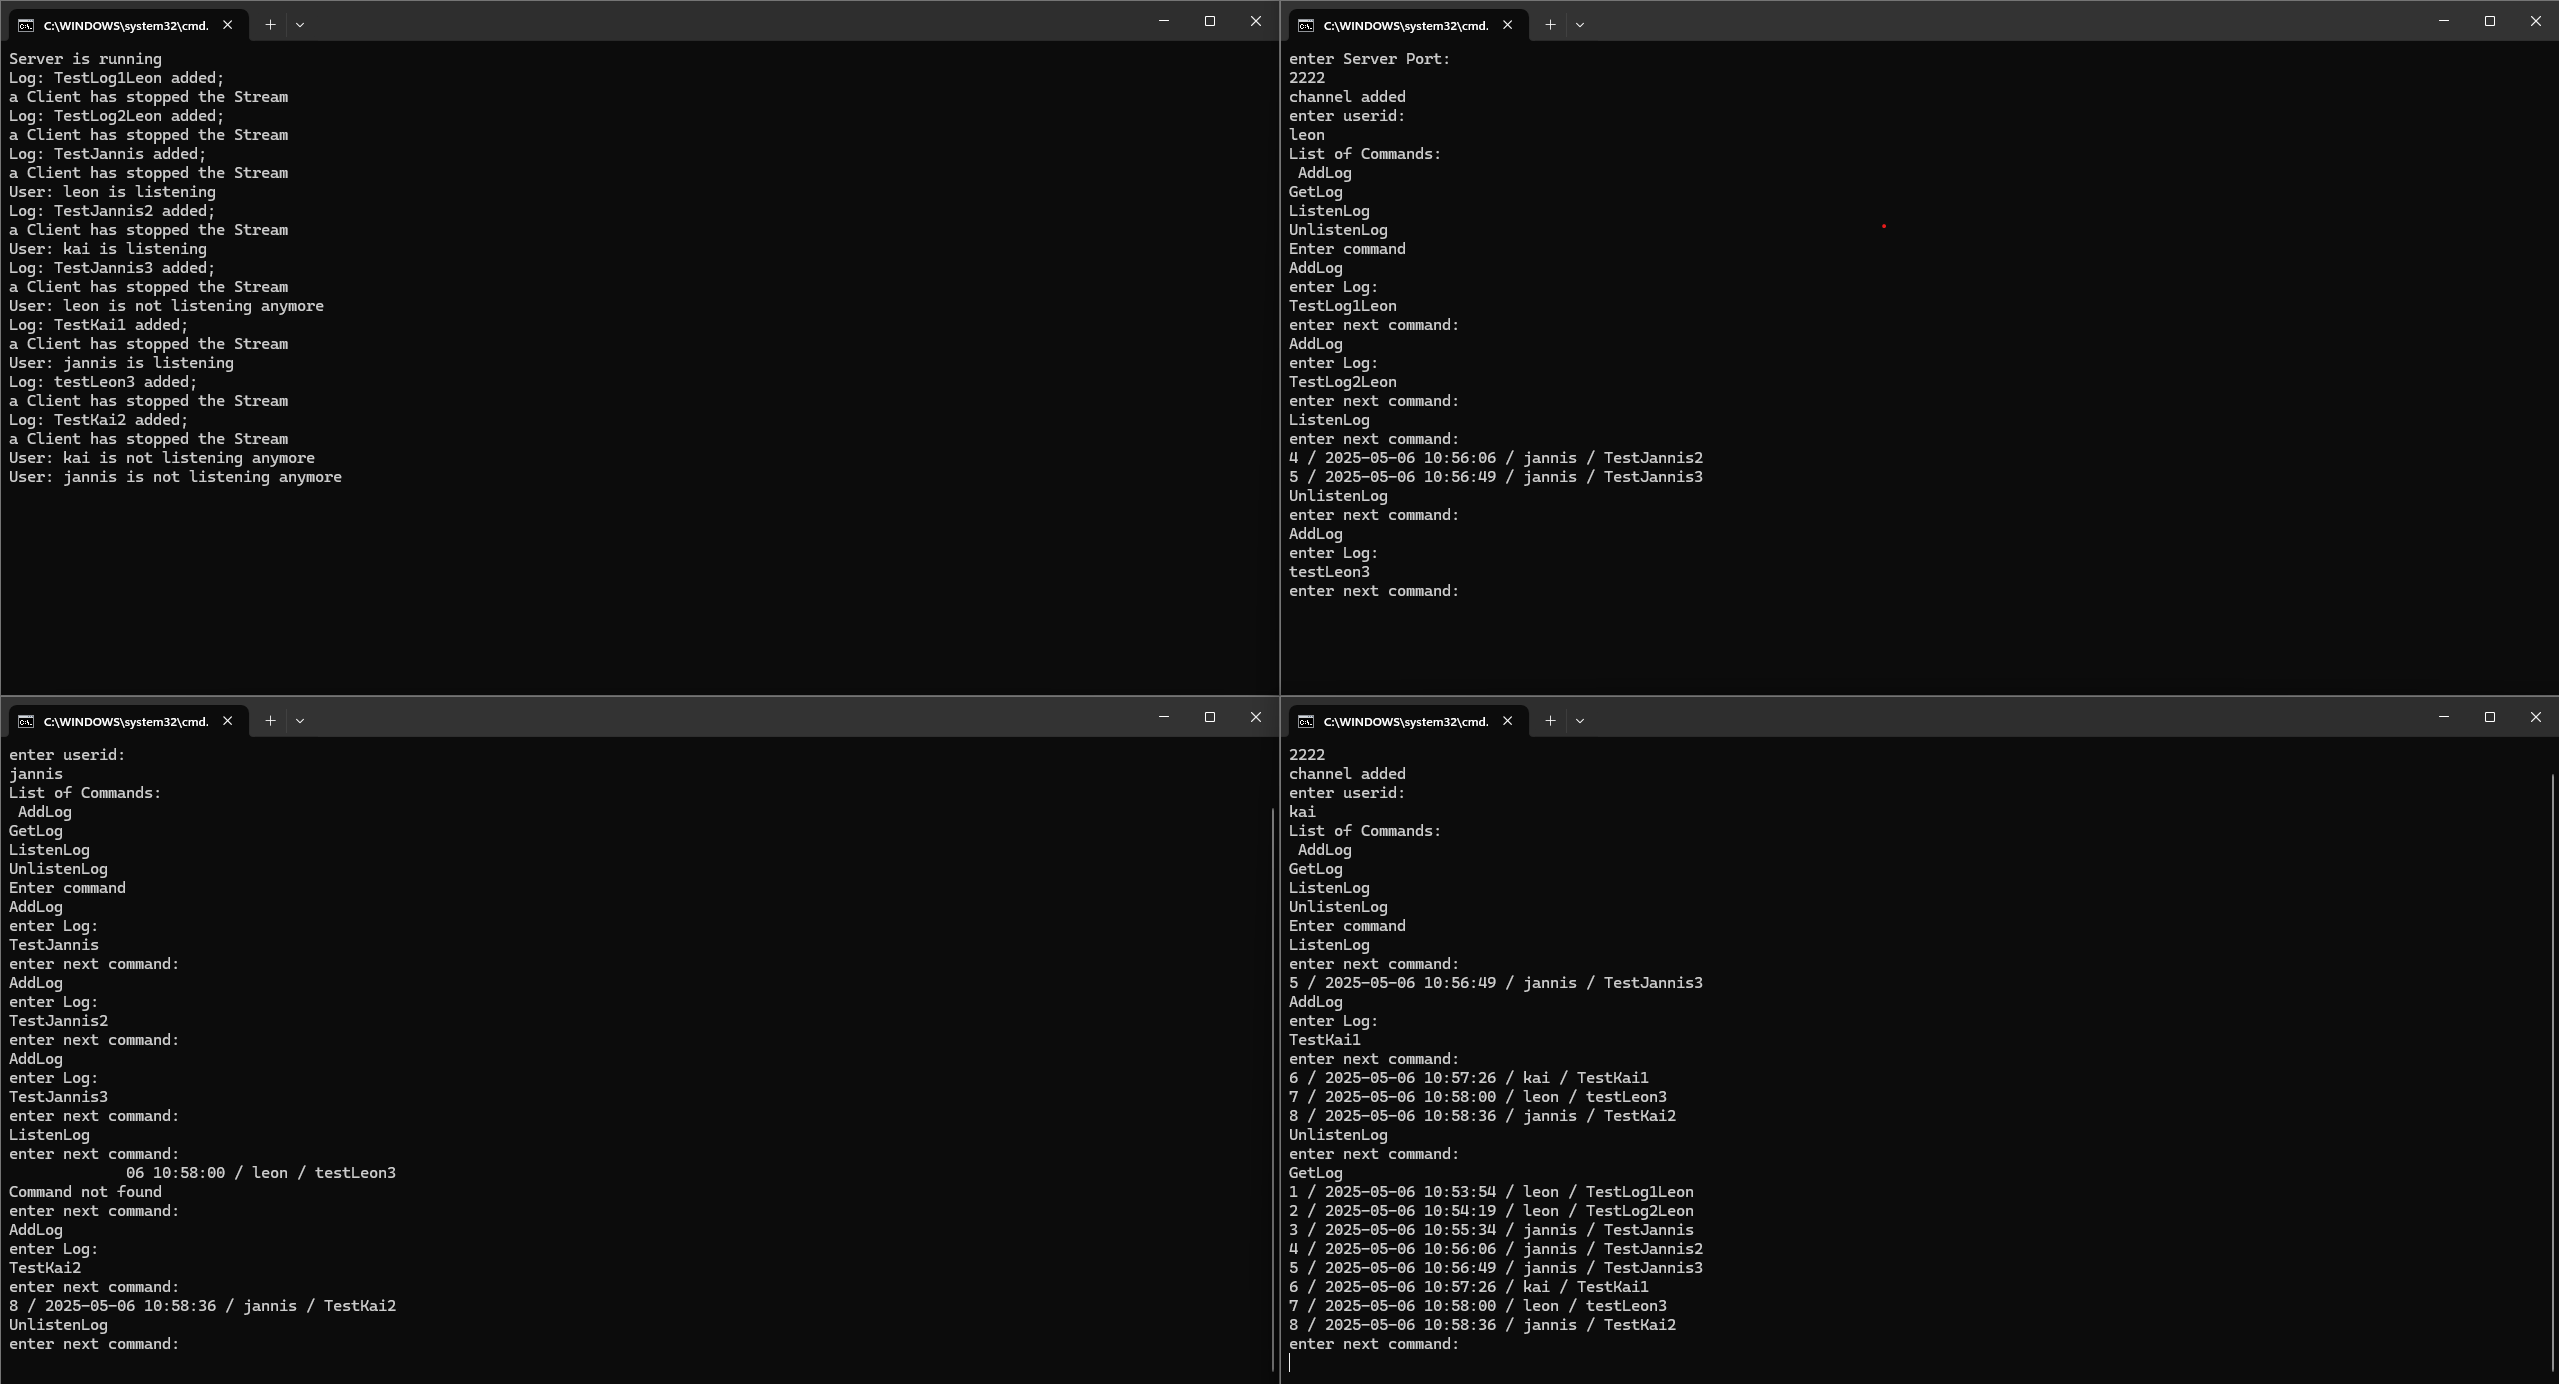 C:\WINDOWS\system32\cmd.
Server is running
Log: TestLog1Leon added;
a Client has stopped the Stream
Log: TestLog2Leon added;
a Client has stopped the Stream
Log: TestJannis added;
a Client has stopped the Stream
User: leon is listening
Log: TestJannis2 added;
a Client has stopped the Stream
User: kai is listening
Log: TestJannis3 added;
a Client has stopped the Stream
User: leon is not listening anymore
Log: TestKai1 added;
a Client has stopped the Stream
User: jannis is listening
Log: testLeon3 added;
a Client has stopped the Stream
Log: TestKai2 added;
a Client has stopped the Stream
User: kai is not listening anymore
User: jannis is not listening anymore
C:\WINDOWS\system32\cmd.
enter Server Port:
2222
channel added
enter userid:
leon
List of Commands:
 AddLog
GetLog
ListenLog
UnlistenLog
Enter command
AddLog
enter Log:
TestLog1Leon
enter next command:
AddLog
enter Log:
TestLog2Leon
enter next command:
ListenLog
enter next command:
4 / 2025-05-06 10:56:06 / jannis / TestJannis2
5 / 2025-05-06 10:56:49 / jannis / TestJannis3
UnlistenLog
enter next command:
AddLog
enter Log:
testLeon3
enter next command:
C:\WINDOWS\system32\cmd.
enter userid:
jannis
List of Commands:
 AddLog
GetLog
ListenLog
UnlistenLog
Enter command
AddLog
enter Log:
TestJannis
enter next command:
AddLog
enter Log:
TestJannis2
enter next command:
AddLog
enter Log:
TestJannis3
enter next command:
ListenLog
enter next command:
06 10:58:00 / leon / testLeon3
Command not found
enter next command:
AddLog
enter Log:
TestKai2
enter next command:
8 / 2025-05-06 10:58:36 / jannis / TestKai2
UnlistenLog
enter next command:
C:\WINDOWS\system32\cmd.
2222
channel added
enter userid:
kai
List of Commands:
 AddLog
GetLog
ListenLog
UnlistenLog
Enter command
ListenLog
enter next command:
5 / 2025-05-06 10:56:49 / jannis / TestJannis3
AddLog
enter Log:
TestKai1
enter next command:
6 / 2025-05-06 10:57:26 / kai / TestKai1
7 / 2025-05-06 10:58:00 / leon / testLeon3
8 / 2025-05-06 10:58:36 / jannis / TestKai2
UnlistenLog
enter next command:
GetLog
1 / 2025-05-06 10:53:54 / leon / TestLog1Leon
2 / 2025-05-06 10:54:19 / leon / TestLog2Leon
3 / 2025-05-06 10:55:34 / jannis / TestJannis
4 / 2025-05-06 10:56:06 / jannis / TestJannis2
5 / 2025-05-06 10:56:49 / jannis / TestJannis3
6 / 2025-05-06 10:57:26 / kai / TestKai1
7 / 2025-05-06 10:58:00 / leon / testLeon3
8 / 2025-05-06 10:58:36 / jannis / TestKai2
enter next command: